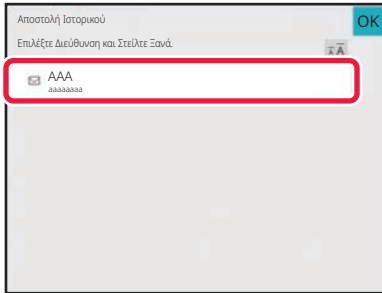 Αποστολή Ιστορικού
OK
Επιλέξτε Διεύθυνση και Στείλτε Ξανά.
A A
AAA
aaaaaaaa